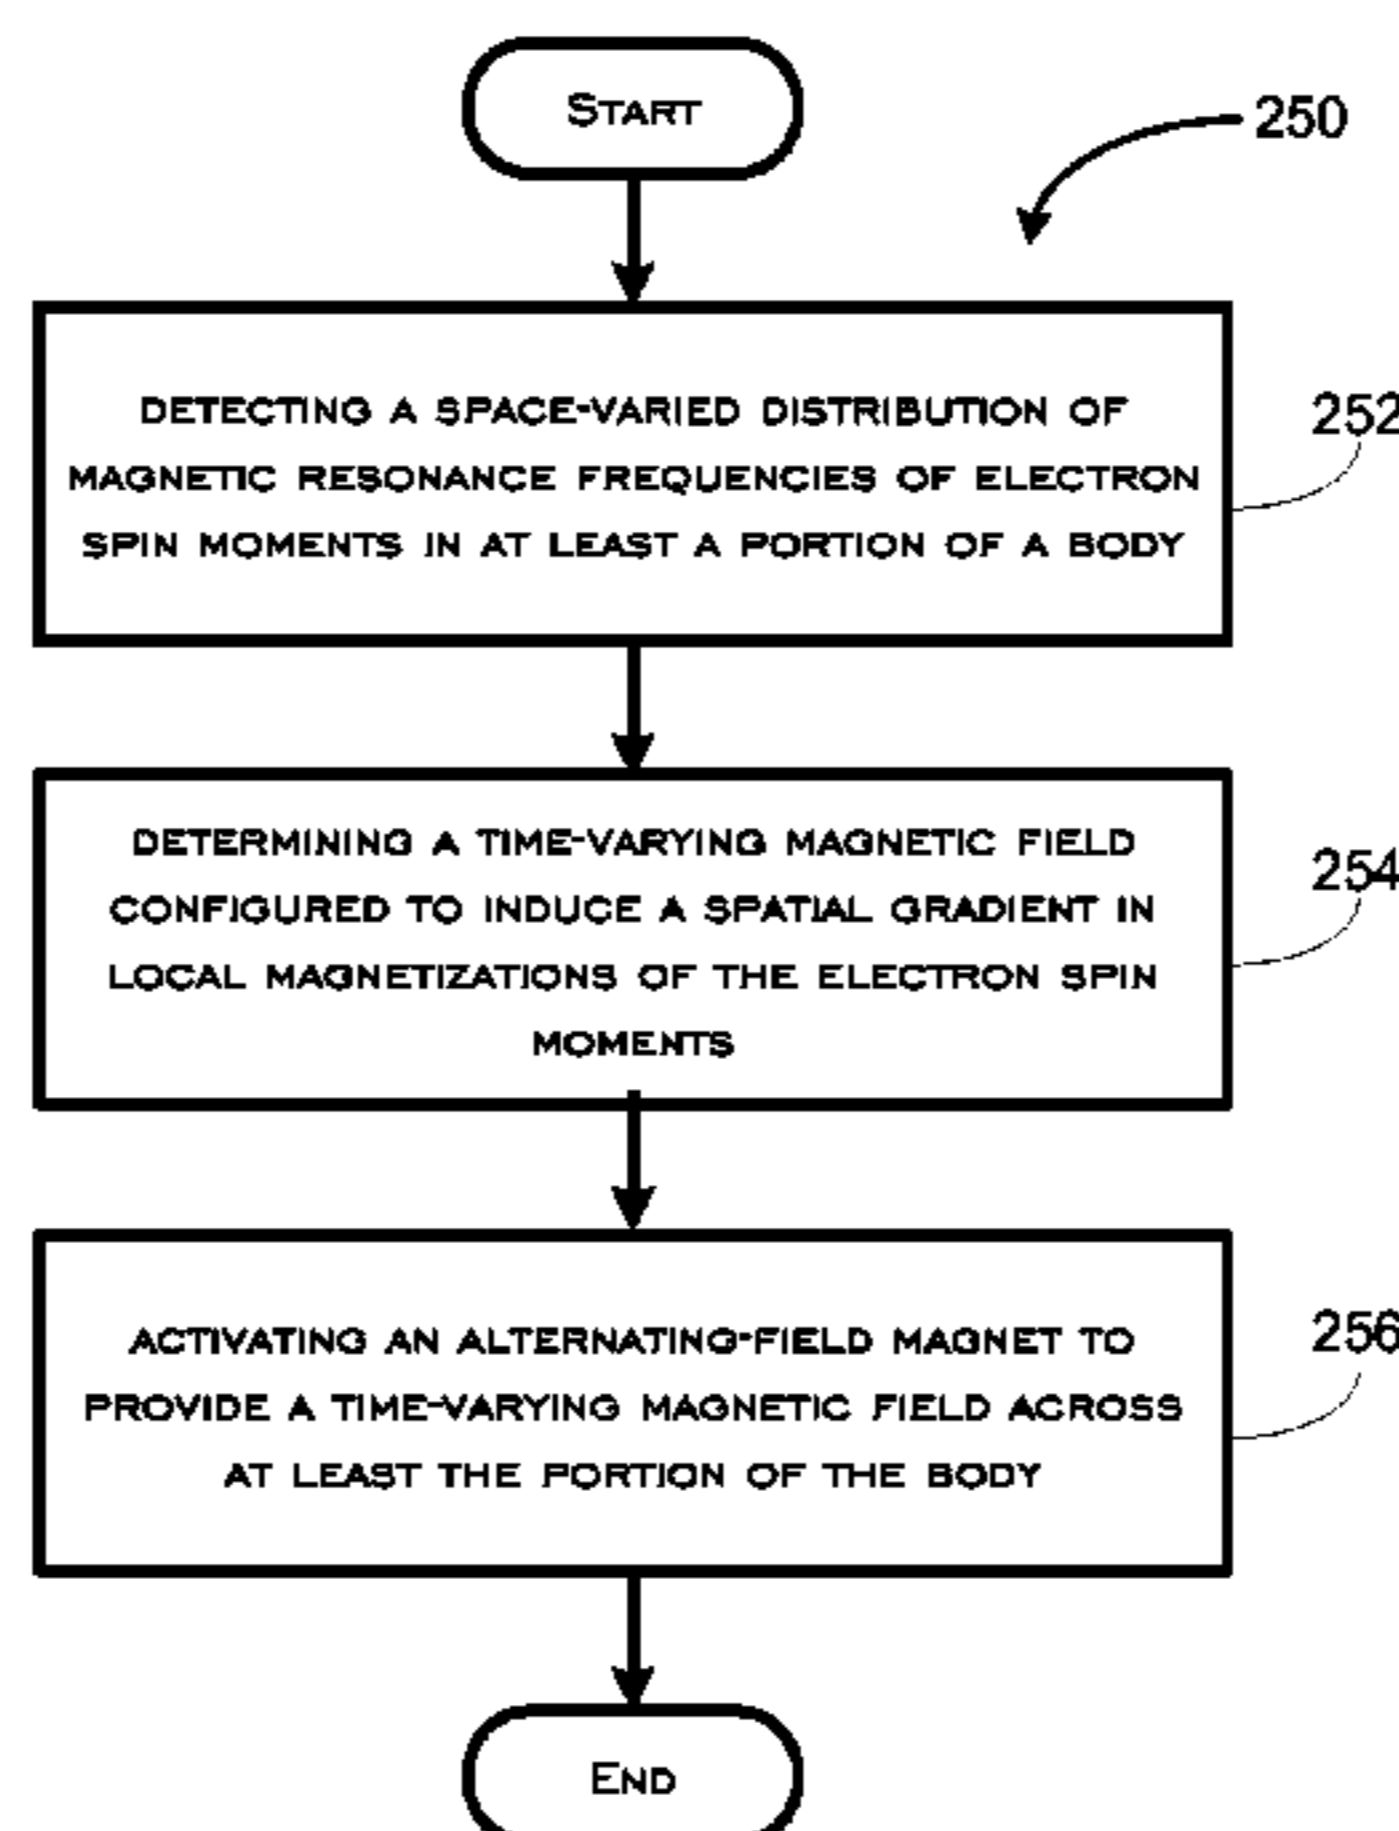 START
250
DETECTING A SPACE-VARIED DISTRIBUTION OF
MAGNETIC RESONANCE FREQUENCIES OF ELECTRON
SPIN MOMENTS IN AT LEAST A PORTION OF A BODY
252
DETERMINING A TIME-VARYING MAGNETIC FIELD
CONFIGURED TO INDUCE A SPATIAL GRADIENT IN
LOCAL MAGNETIZATIONS OF THE ELECTRON SPIN
MOMENTS
254
ACTIVATING AN ALTERNATING-FIELD MAGNET TO
PROVIDE A TIME-VARYING MAGNETIC FIELD ACROSS
AT LEAST THE PORTION OF THE BODY
256
END